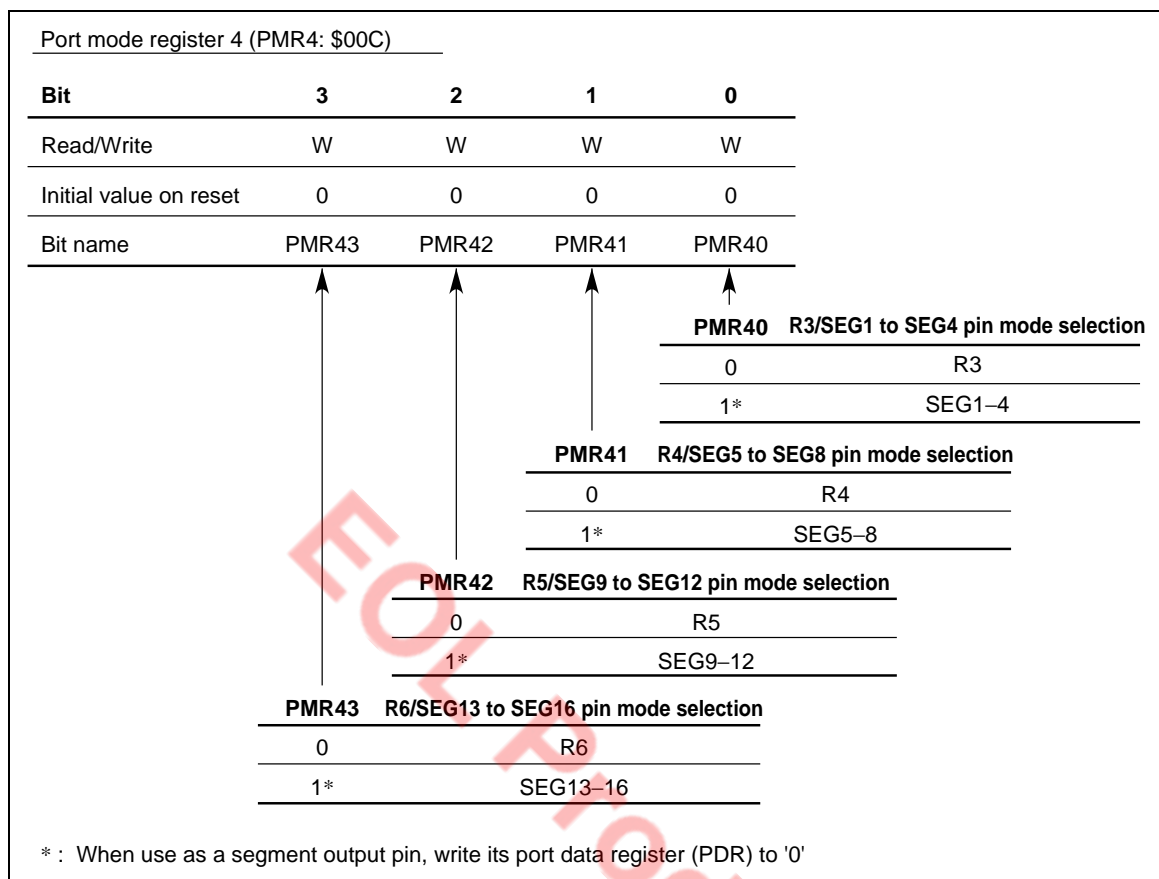 Port mode register 4 (PMR4: $00C)
Bit 3 2 1 0
Read/Write W W W W
Initial value on reset 0 0 0 0
Bit name PMR43 PMR42 PMR41 PMR40
PMR40 R3/SEG1 to SEG4 pin mode selection
0 R3
1* SEG1–4
PMR41 R4/SEG5 to SEG8 pin mode selection
0 R4
1* SEG5–8
PMR42 R5/SEG9 to SEG12 pin mode selection
0 R5
1* SEG9–12
PMR43 R6/SEG13 to SEG16 pin mode selection
0 R6
1* SEG13–16
* : When use as a segment output pin, write its port data register (PDR) to '0'
EOL